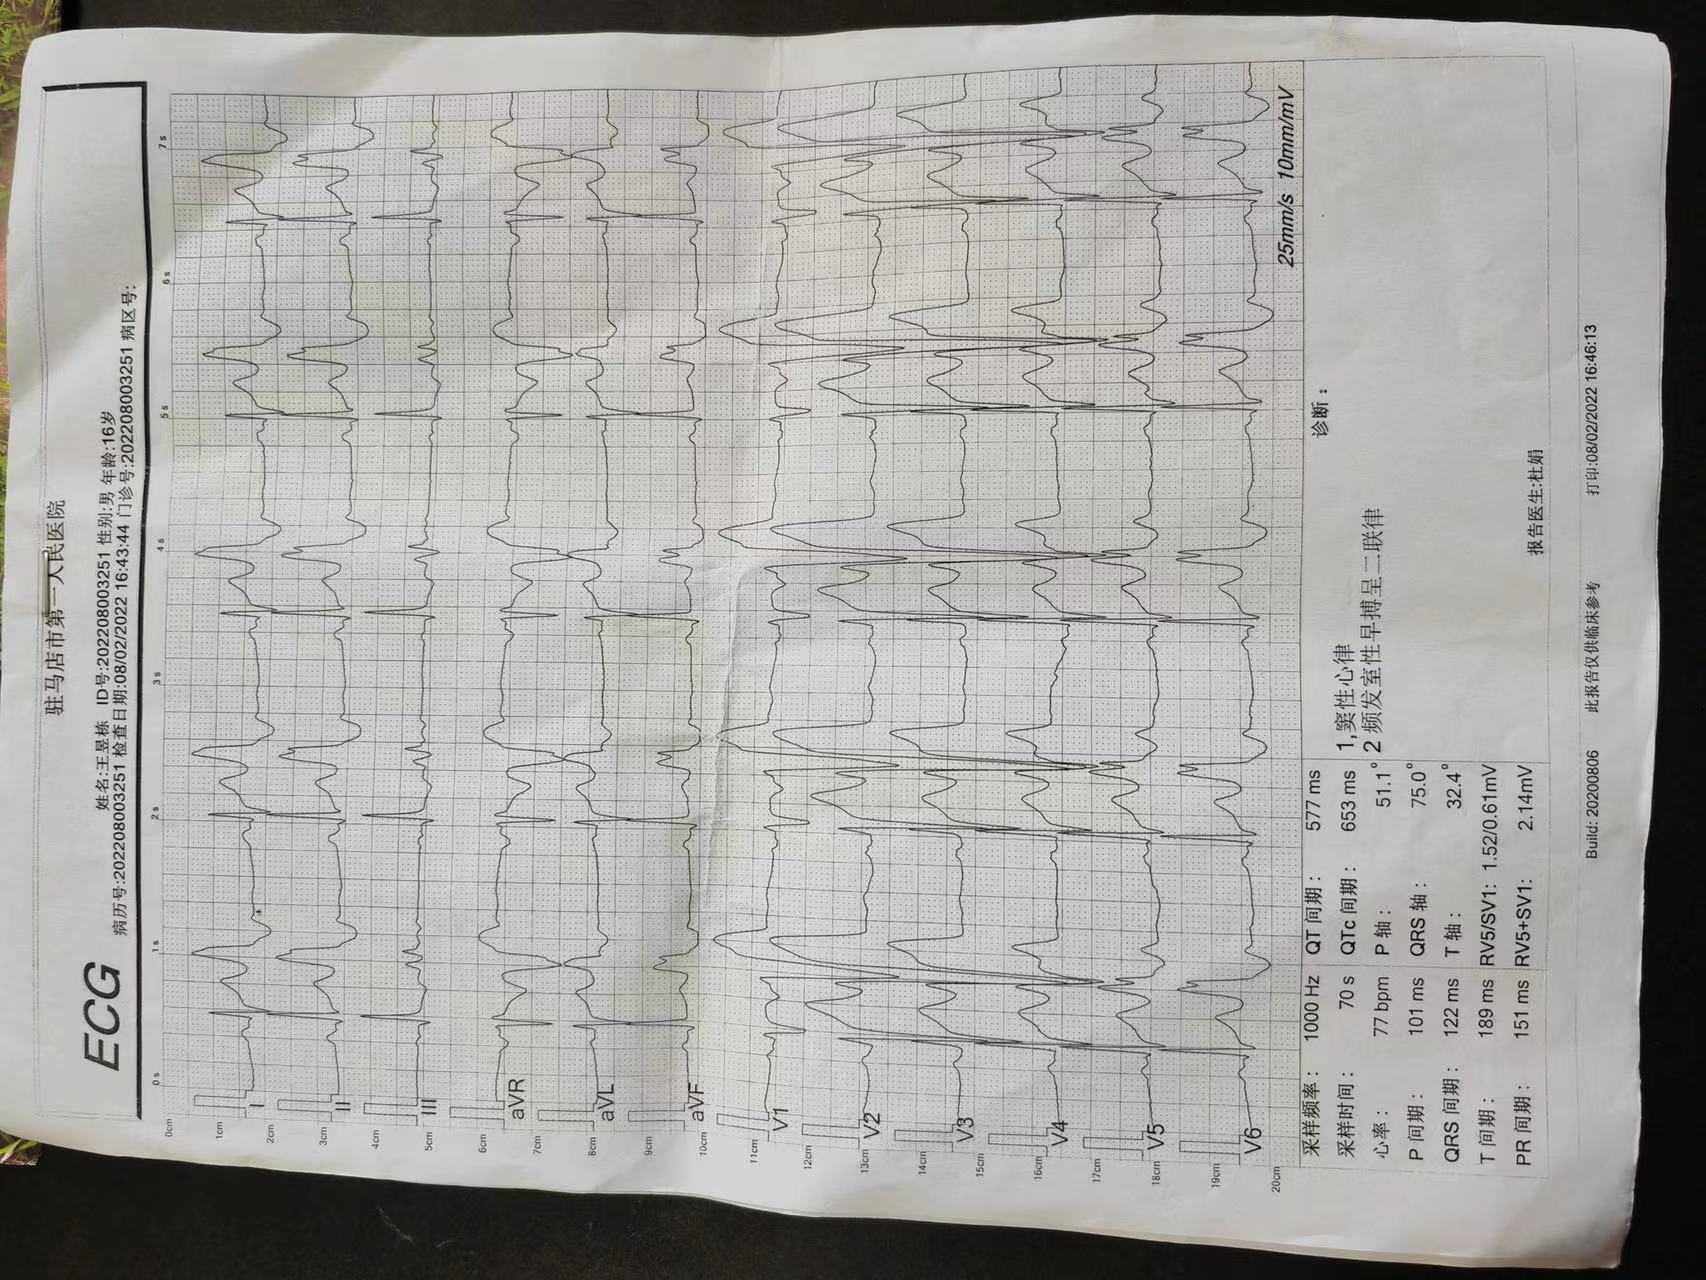 驻马店市第一人民医院
ECG
姓名:王昱栋 ID号:202208003251 性别:男 年龄:16岁
病历号:202208003251 检查日期:08/02/2022 16:43:44 门诊号:202208003251 病区号:
0s 1s 2s 3s 4s 5s 6s 7s
0cm
1cm
I
2cm
3cm
II
4cm
5cm
III
6cm
aVR
7cm
8cm
aVL
9cm
10cm
aVF
11cm
V1
12cm
13cm
V2
14cm
15cm
V3
16cm
V4
17cm
18cm
V5
19cm
20cm
V6
25mm/s 10mm/mV
采样频率: 1000 Hz QT 间期: 577 ms
采样时间: 70 s QTc 间期: 653 ms
心率: 77 bpm P 轴: 51.1°
P 间期: 101 ms QRS 轴: 75.0°
QRS 间期: 122 ms T 轴: 32.4°
T 间期: 189 ms RV5/SV1: 1.52/0.61mV
PR 间期: 151 ms RV5+SV1: 2.14mV
诊断:
1,窦性心律
2 频发室性早搏呈二联律
报告医生:杜娟
Build: 20200806 此报告仅供临床参考 打印:08/02/2022 16:46:13